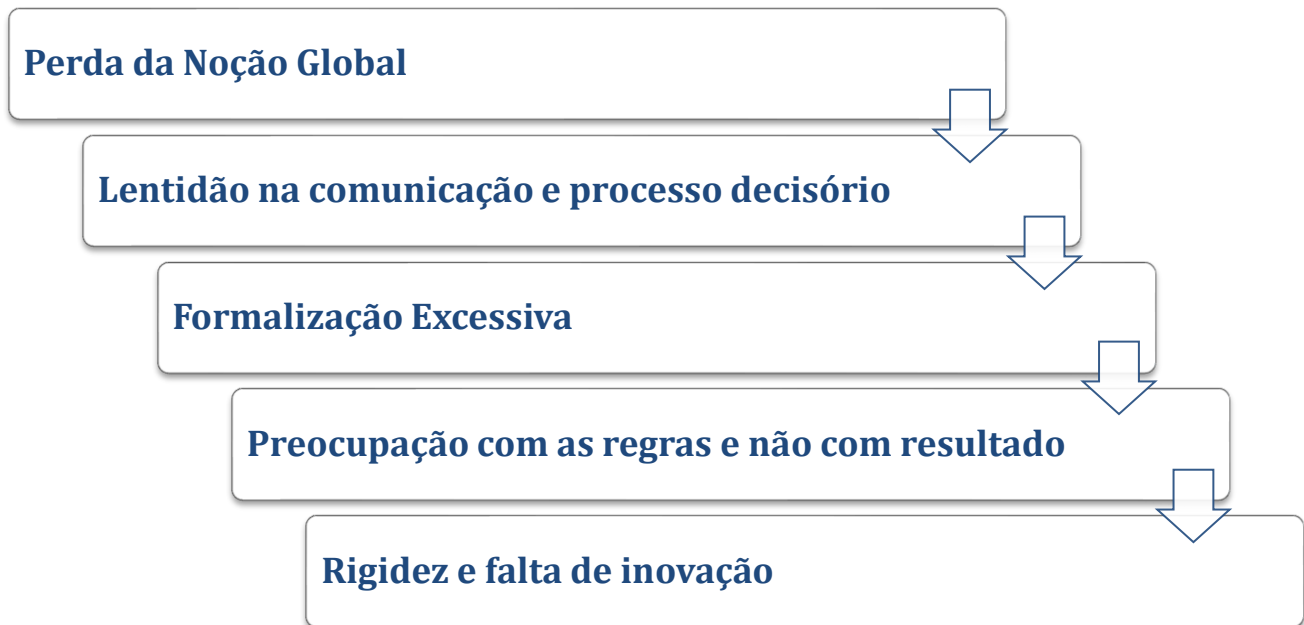 Perda da Noção Global
Lentidão na comunicação e processo decisório
Formalização Excessiva
Preocupação com as regras e não com resultado
Rigidez e falta de inovação